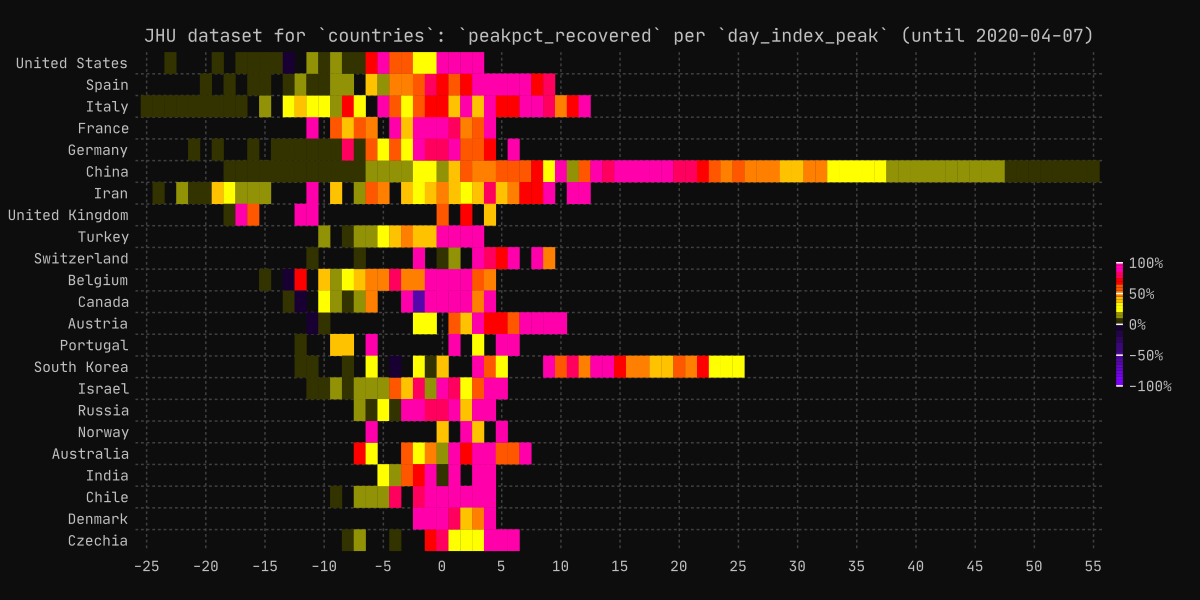 JHU dataset for `countries`: `peakpct_recovered` per `day_index_peak` (until 2020-04-07)
United States
Spain
Italy
France
Germany
China
Iran
United Kingdom
Turkey
Switzerland
Belgium
Canada
Austria
Portugal
South Korea
Israel
Russia
Norway
Australia
India
Chile
Denmark
Czechia
100%
50%
0%
−50%
−100%
−25 −20 −15 −10 −5 0 5 10 15 20 25 30 35 40 45 50 55